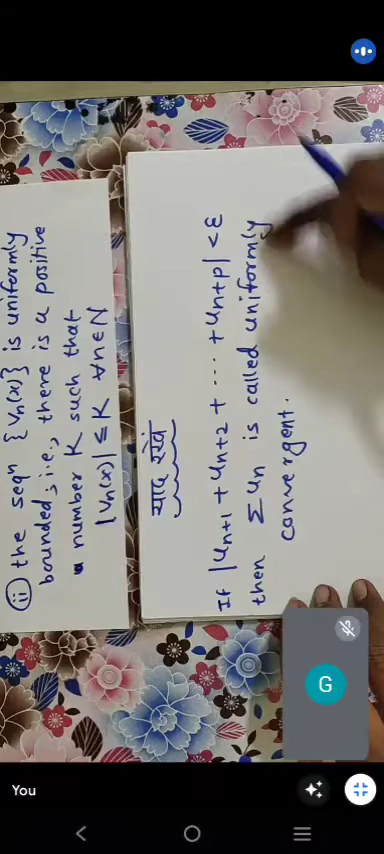 (ii) the seqn {Vn(x)} is uniformly
bounded, i.e., there is a positive
number K such that
|Vn(x)| ≤ K ∀n∈N
याद रखें
If |un+1 + un+2 + ... + un+p| < ε
then Σ un is called uniformly
convergent.
G
You